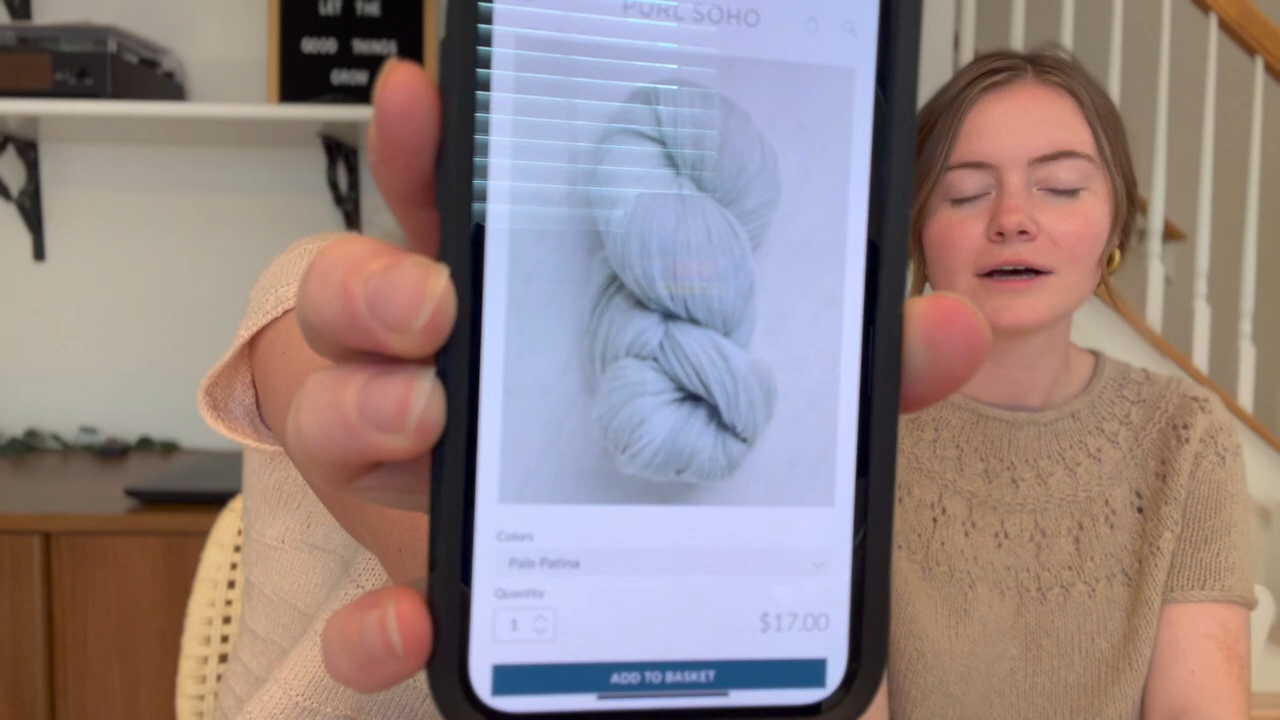 LET THE
GOOD THINGS
GROW
PURL SOHO
Colors
Pale Patina
Quantity
1
$17.00
ADD TO BASKET